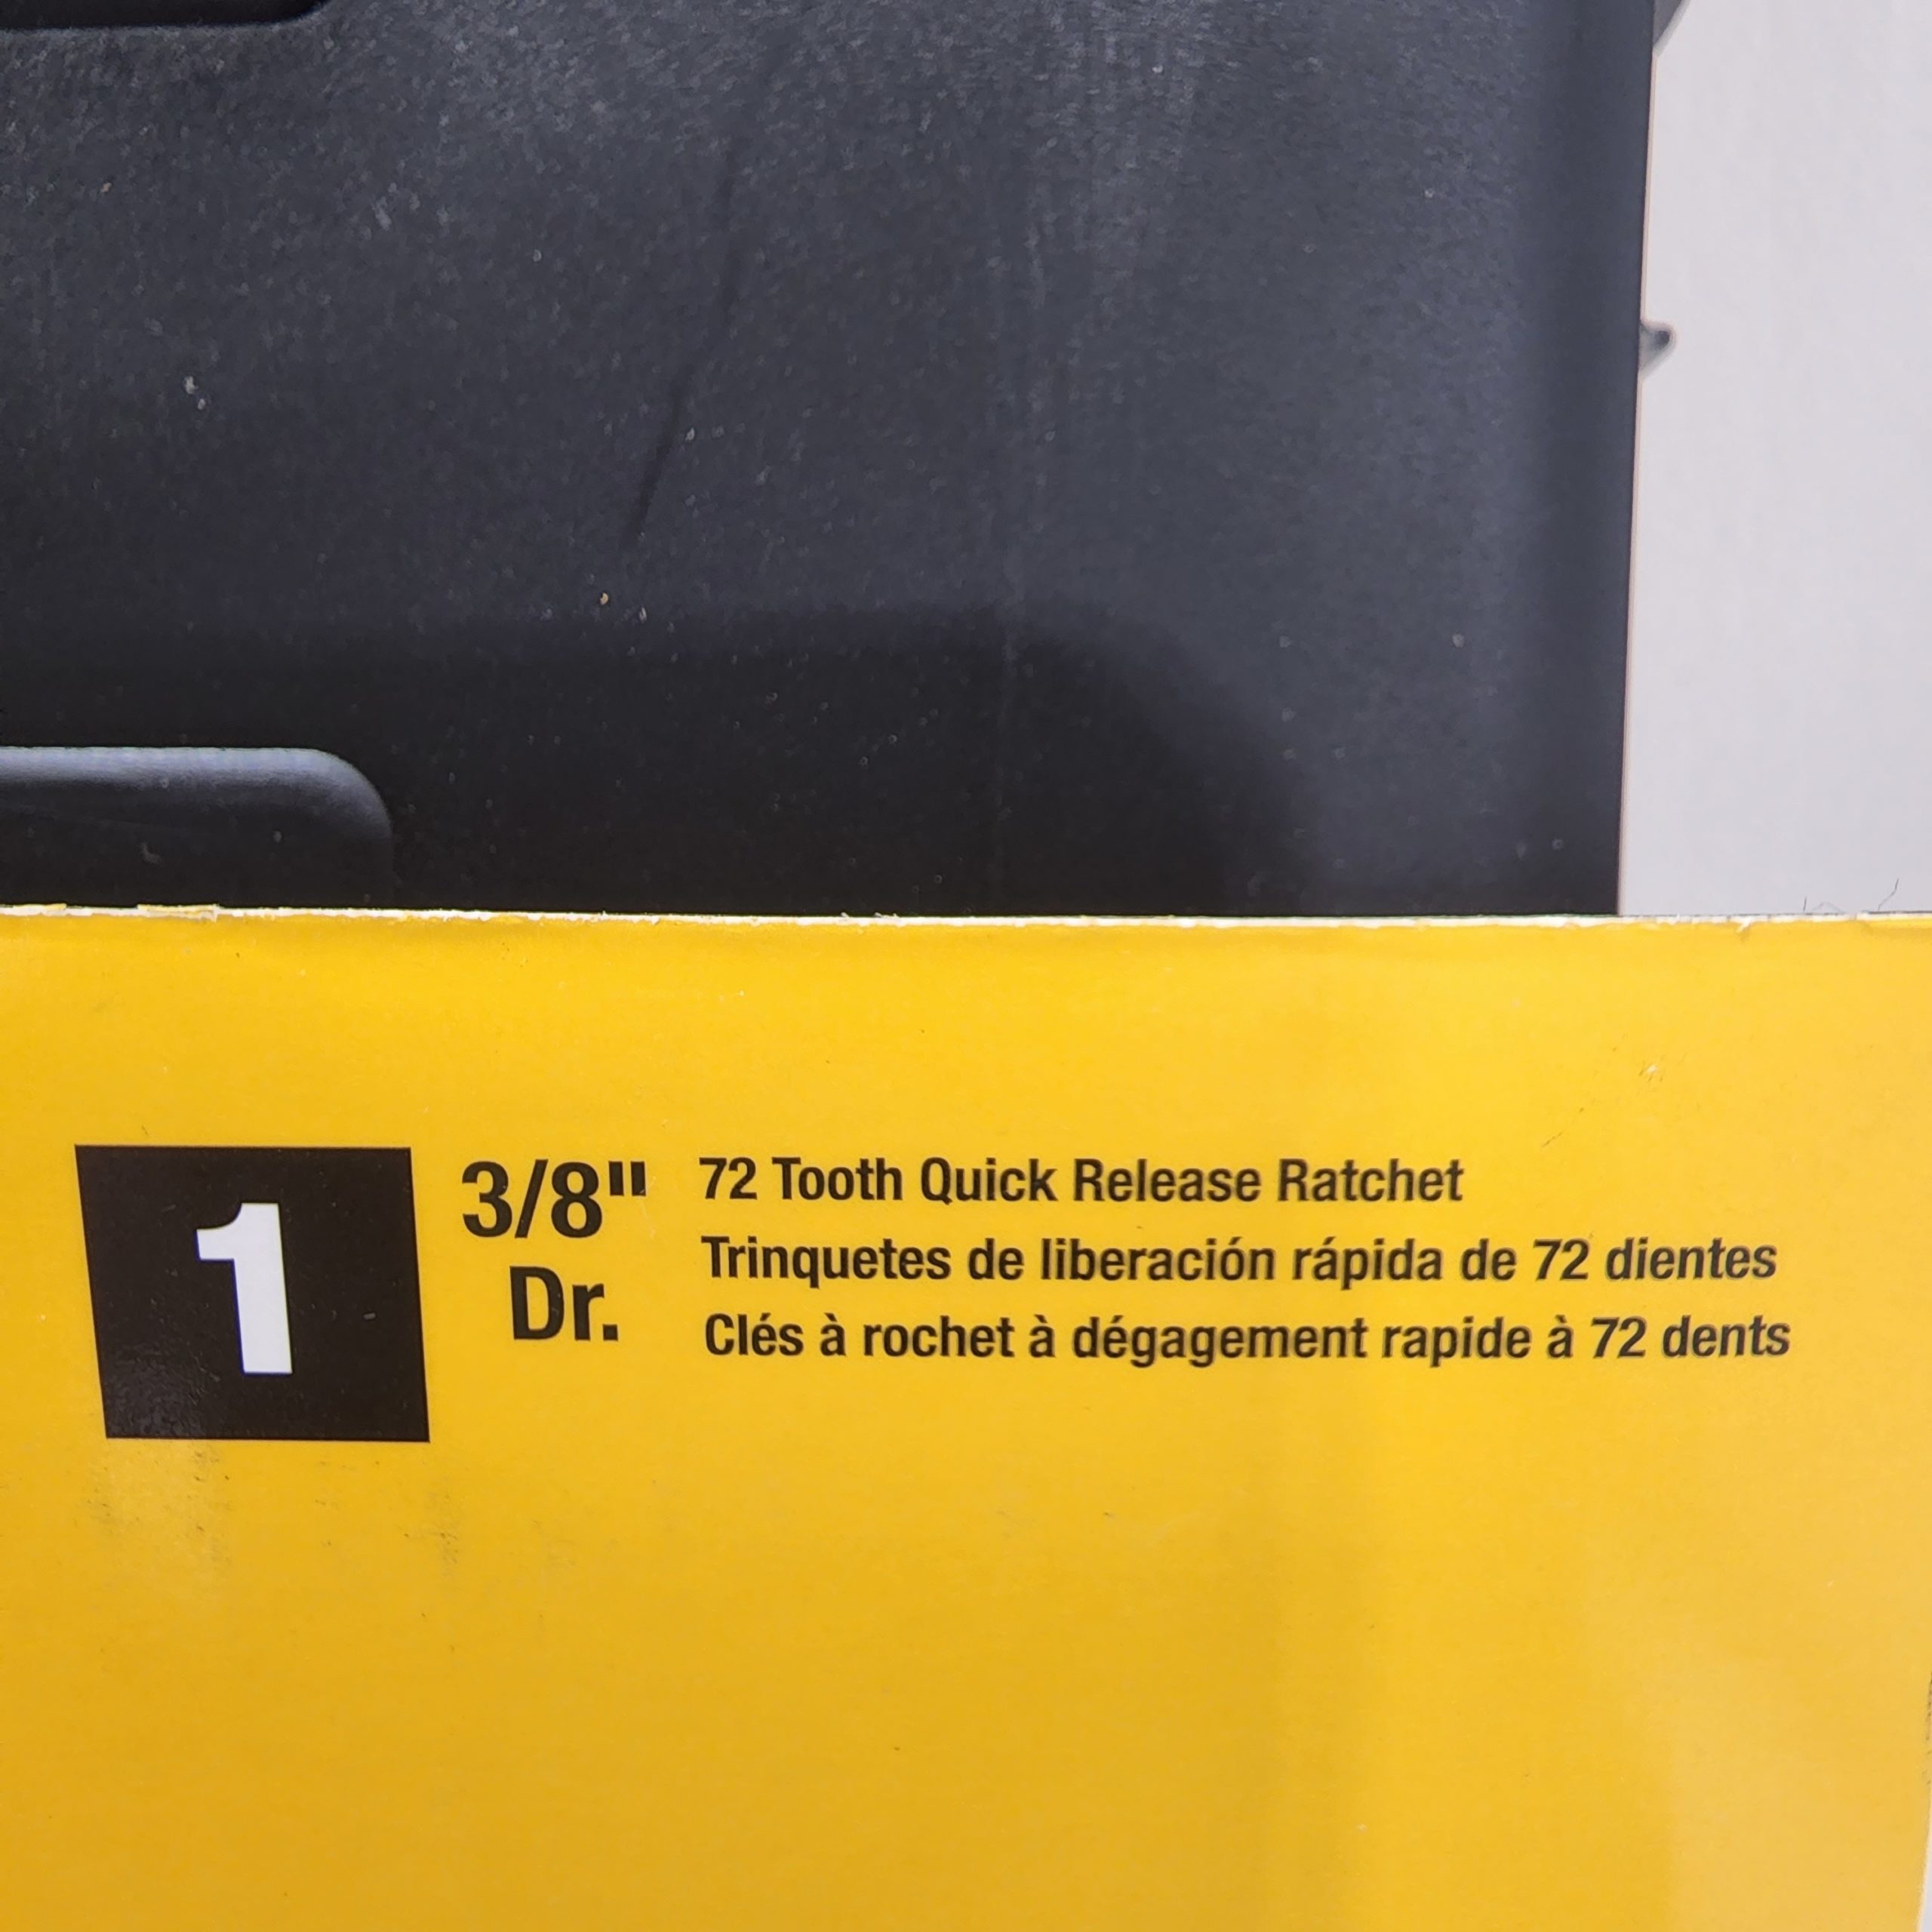 1
3/8"
Dr.
72 Tooth Quick Release Ratchet
Trinquetes de liberación rápida de 72 dientes
Clés à rochet à dégagement rapide à 72 dents